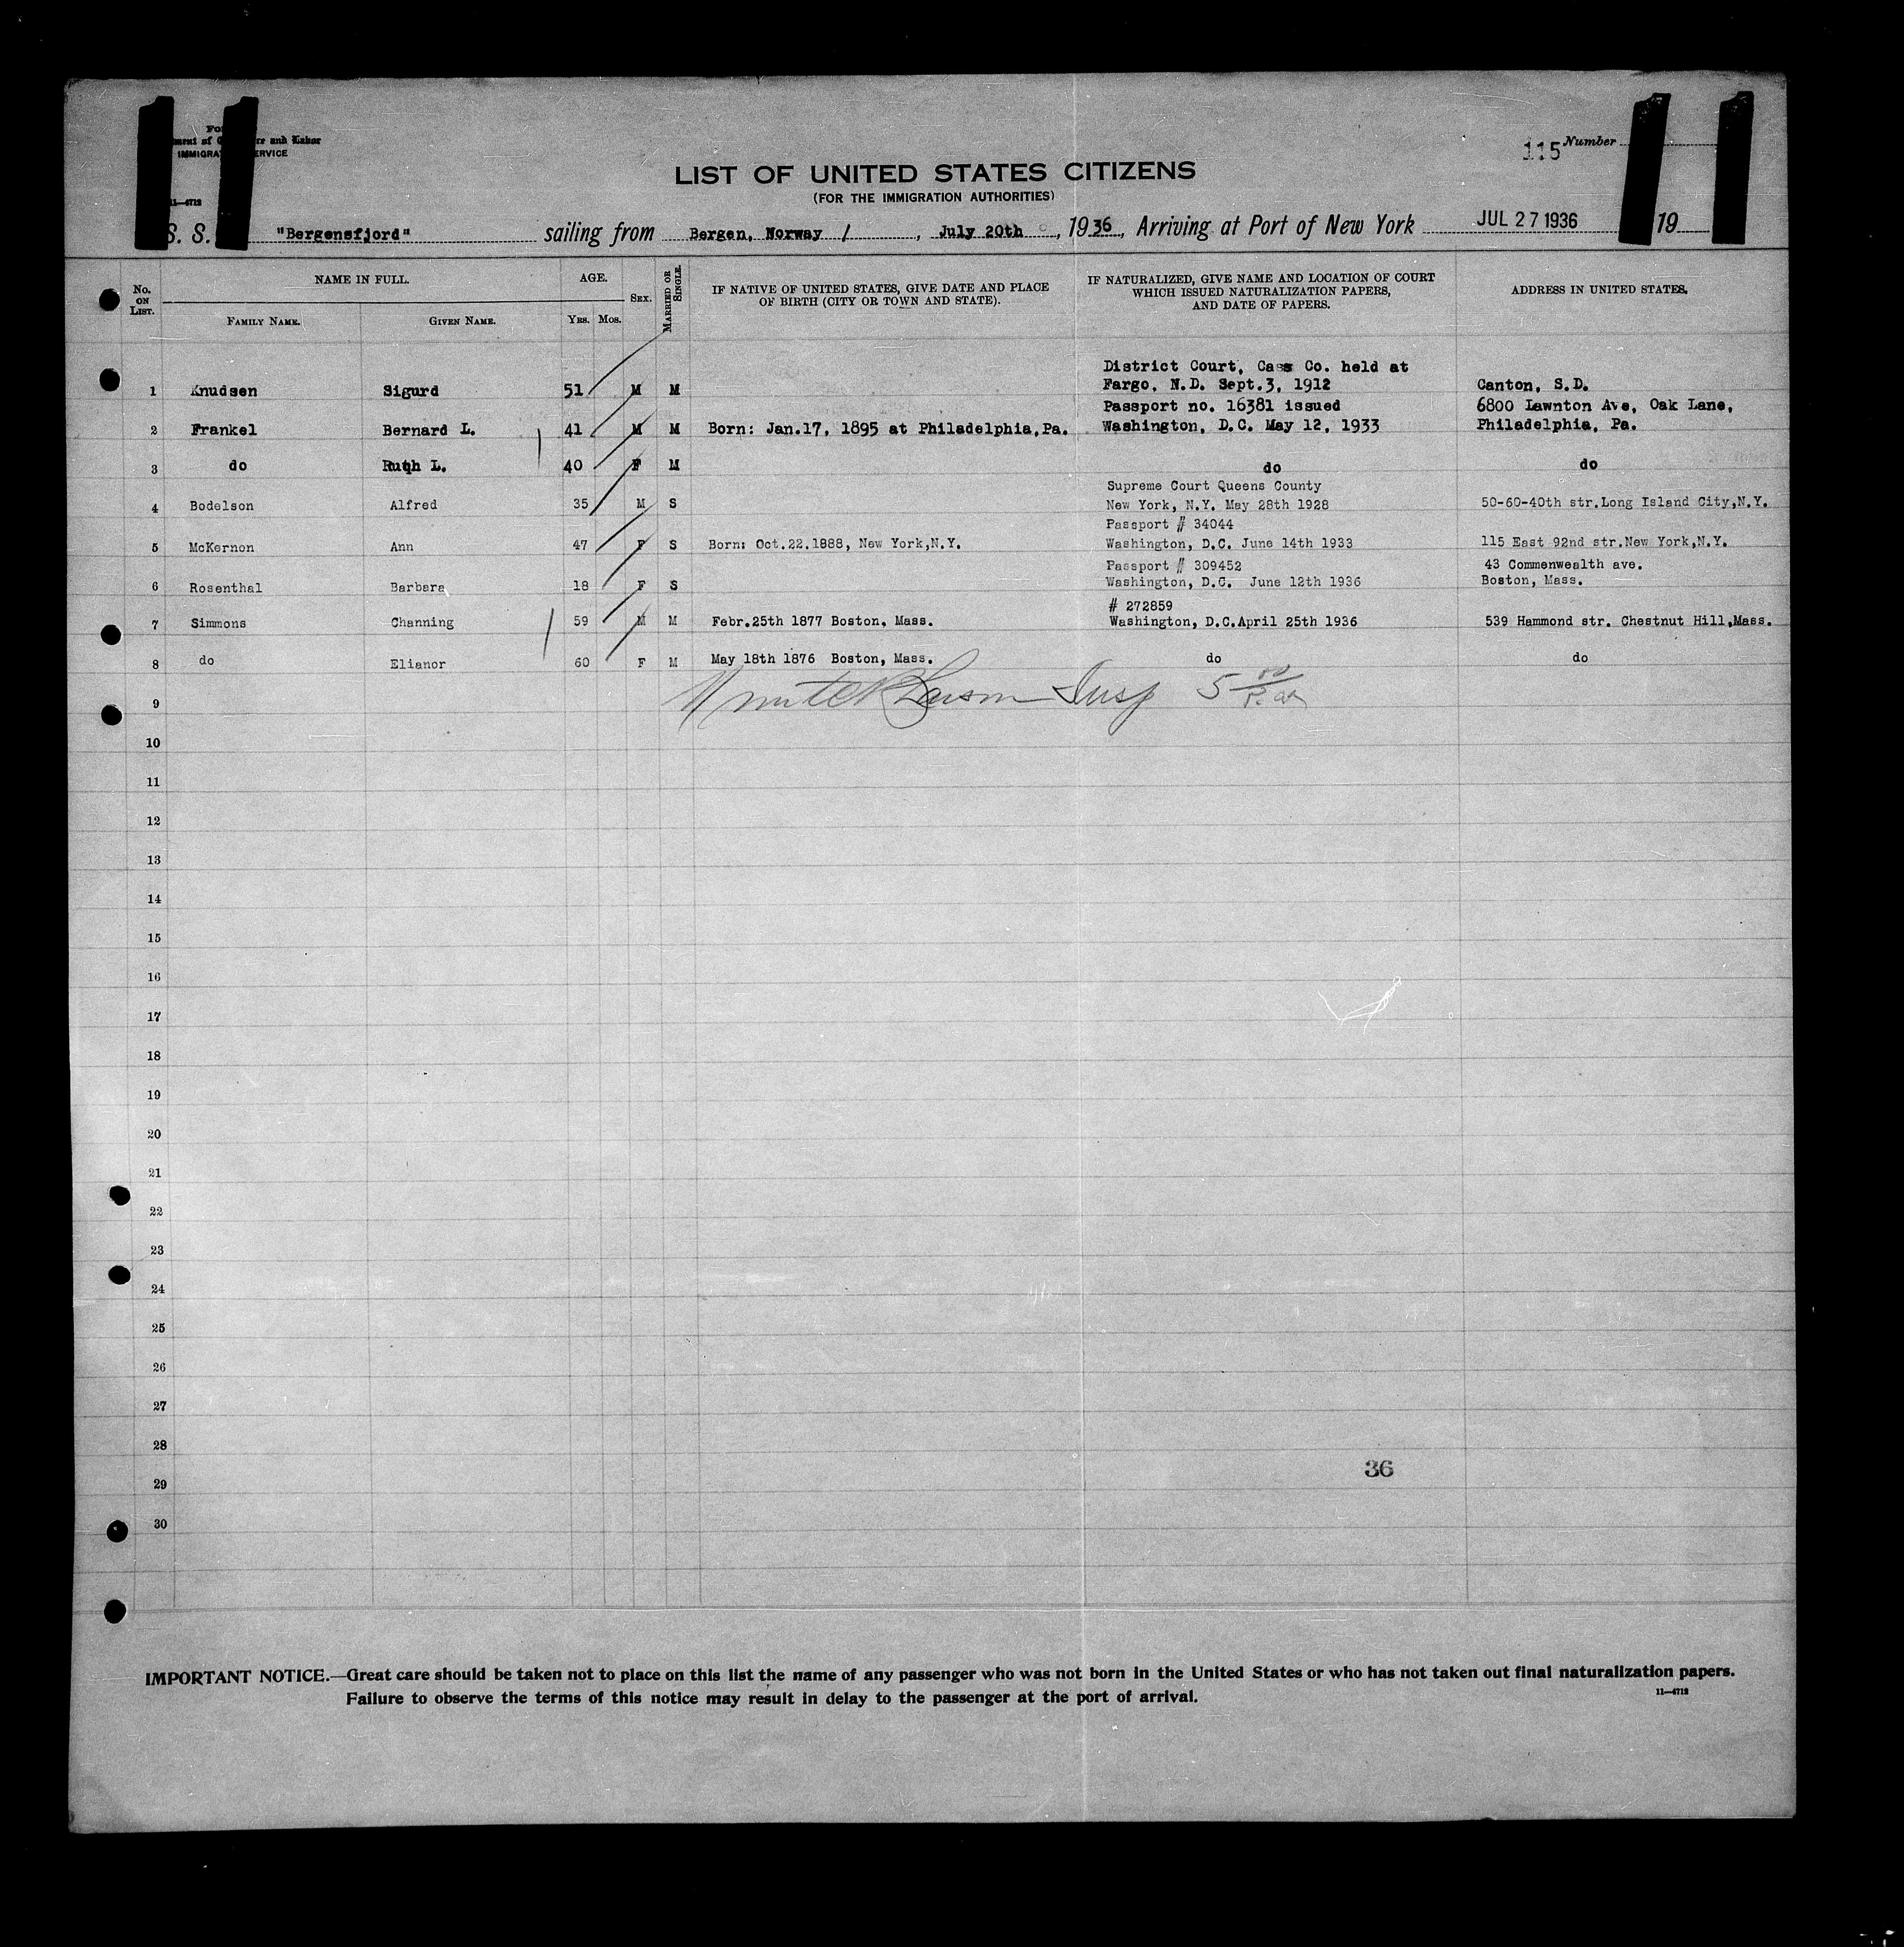 11 11
ment of re and Labor
IMMIGRA ERVICE
11—4712
115 Number
LIST OF UNITED STATES CITIZENS
(FOR THE IMMIGRATION AUTHORITIES)
S. S. "Bergensfjord" sailing from Bergen, Norway / , July 20th , 1936, Arriving at Port of New York JUL 27 1936 19
No. ON LIST. NAME IN FULL. AGE. SEX. MARRIED OR SINGLE. IF NATIVE OF UNITED STATES, GIVE DATE AND PLACE OF BIRTH (CITY OR TOWN AND STATE). IF NATURALIZED, GIVE NAME AND LOCATION OF COURT WHICH ISSUED NATURALIZATION PAPERS, AND DATE OF PAPERS. ADDRESS IN UNITED STATES.
FAMILY NAME. GIVEN NAME. YRS. MOS.
District Court, Cass Co. held at
1 Knudsen Sigurd 51 M M Fargo, N.D. Sept.3, 1912 Canton, S.D.
Passport no. 16381 issued 6800 Lawnton Ave, Oak Lane,
2 Frankel Bernard L. 41 M M Born: Jan.17, 1895 at Philadelphia,Pa. Washington, D.C. May 12, 1933 Philadelphia, Pa.
3 do Ruth L. 40 F M do do
Supreme Court Queens County
4 Bodelson Alfred 35 M S New York, N.Y. May 28th 1928 50-60-40th str.Long Island City,N.Y.
Passport # 34044
5 McKernon Ann 47 F S Born: Oct.22.1888, New York,N.Y. Washington, D.C. June 14th 1933 115 East 92nd str.New York,N.Y.
Passport # 309452 43 Commenwealth ave.
6 Rosenthal Barbara 18 F S Washington, D.C. June 12th 1936 Boston, Mass.
# 272859
7 Simmons Channing 59 M M Febr.25th 1877 Boston, Mass. Washington, D.C.April 25th 1936 539 Hammond str. Chestnut Hill,Mass.
8 do Elianor 60 F M May 18th 1876 Boston, Mass. do do
Insp 5
9
10
11
12
13
14
15
16
17
18
19
20
21
22
23
24
25
26
27
28
36
29
30
IMPORTANT NOTICE.—Great care should be taken not to place on this list the name of any passenger who was not born in the United States or who has not taken out final naturalization papers.
Failure to observe the terms of this notice may result in delay to the passenger at the port of arrival.
11—4712